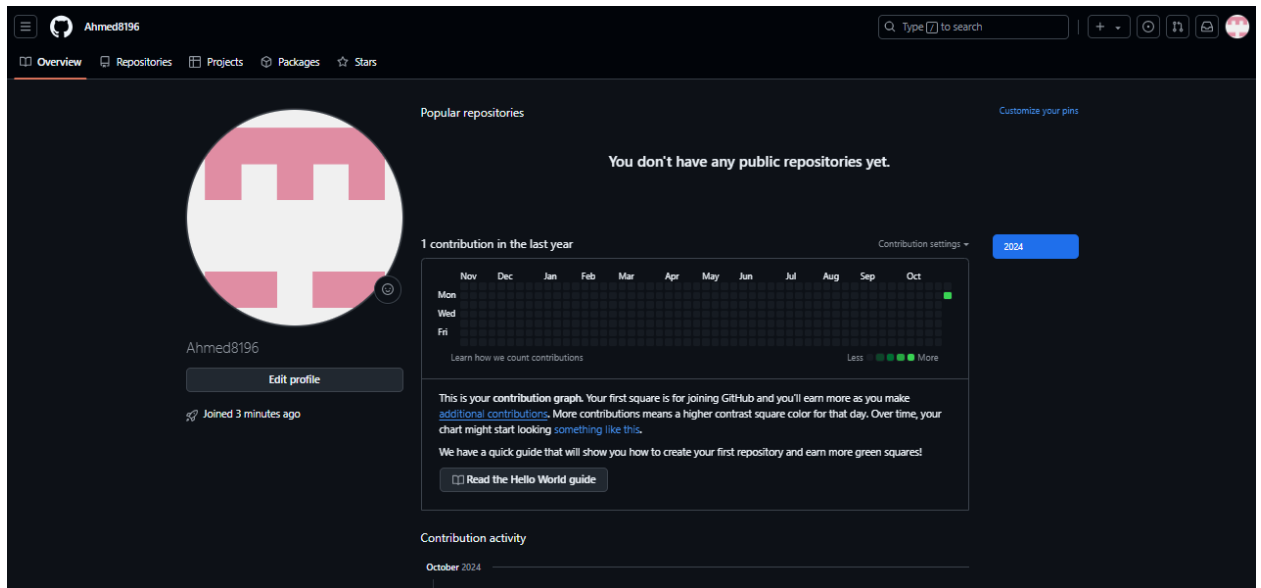 Ahmed8196
Type / to search
Overview
Repositories
Projects
Packages
Stars
Popular repositories
Customize your pins
You don't have any public repositories yet.
1 contribution in the last year
Contribution settings
2024
Nov Dec Jan Feb Mar Apr May Jun Jul Aug Sep Oct
Mon
Wed
Fri
Learn how we count contributions
Less More
Ahmed8196
Edit profile
Joined 3 minutes ago
This is your contribution graph. Your first square is for joining GitHub and you'll earn more as you make
additional contributions. More contributions means a higher contrast square color for that day. Over time, your
chart might start looking something like this.
We have a quick guide that will show you how to create your first repository and earn more green squares!
Read the Hello World guide
Contribution activity
October 2024